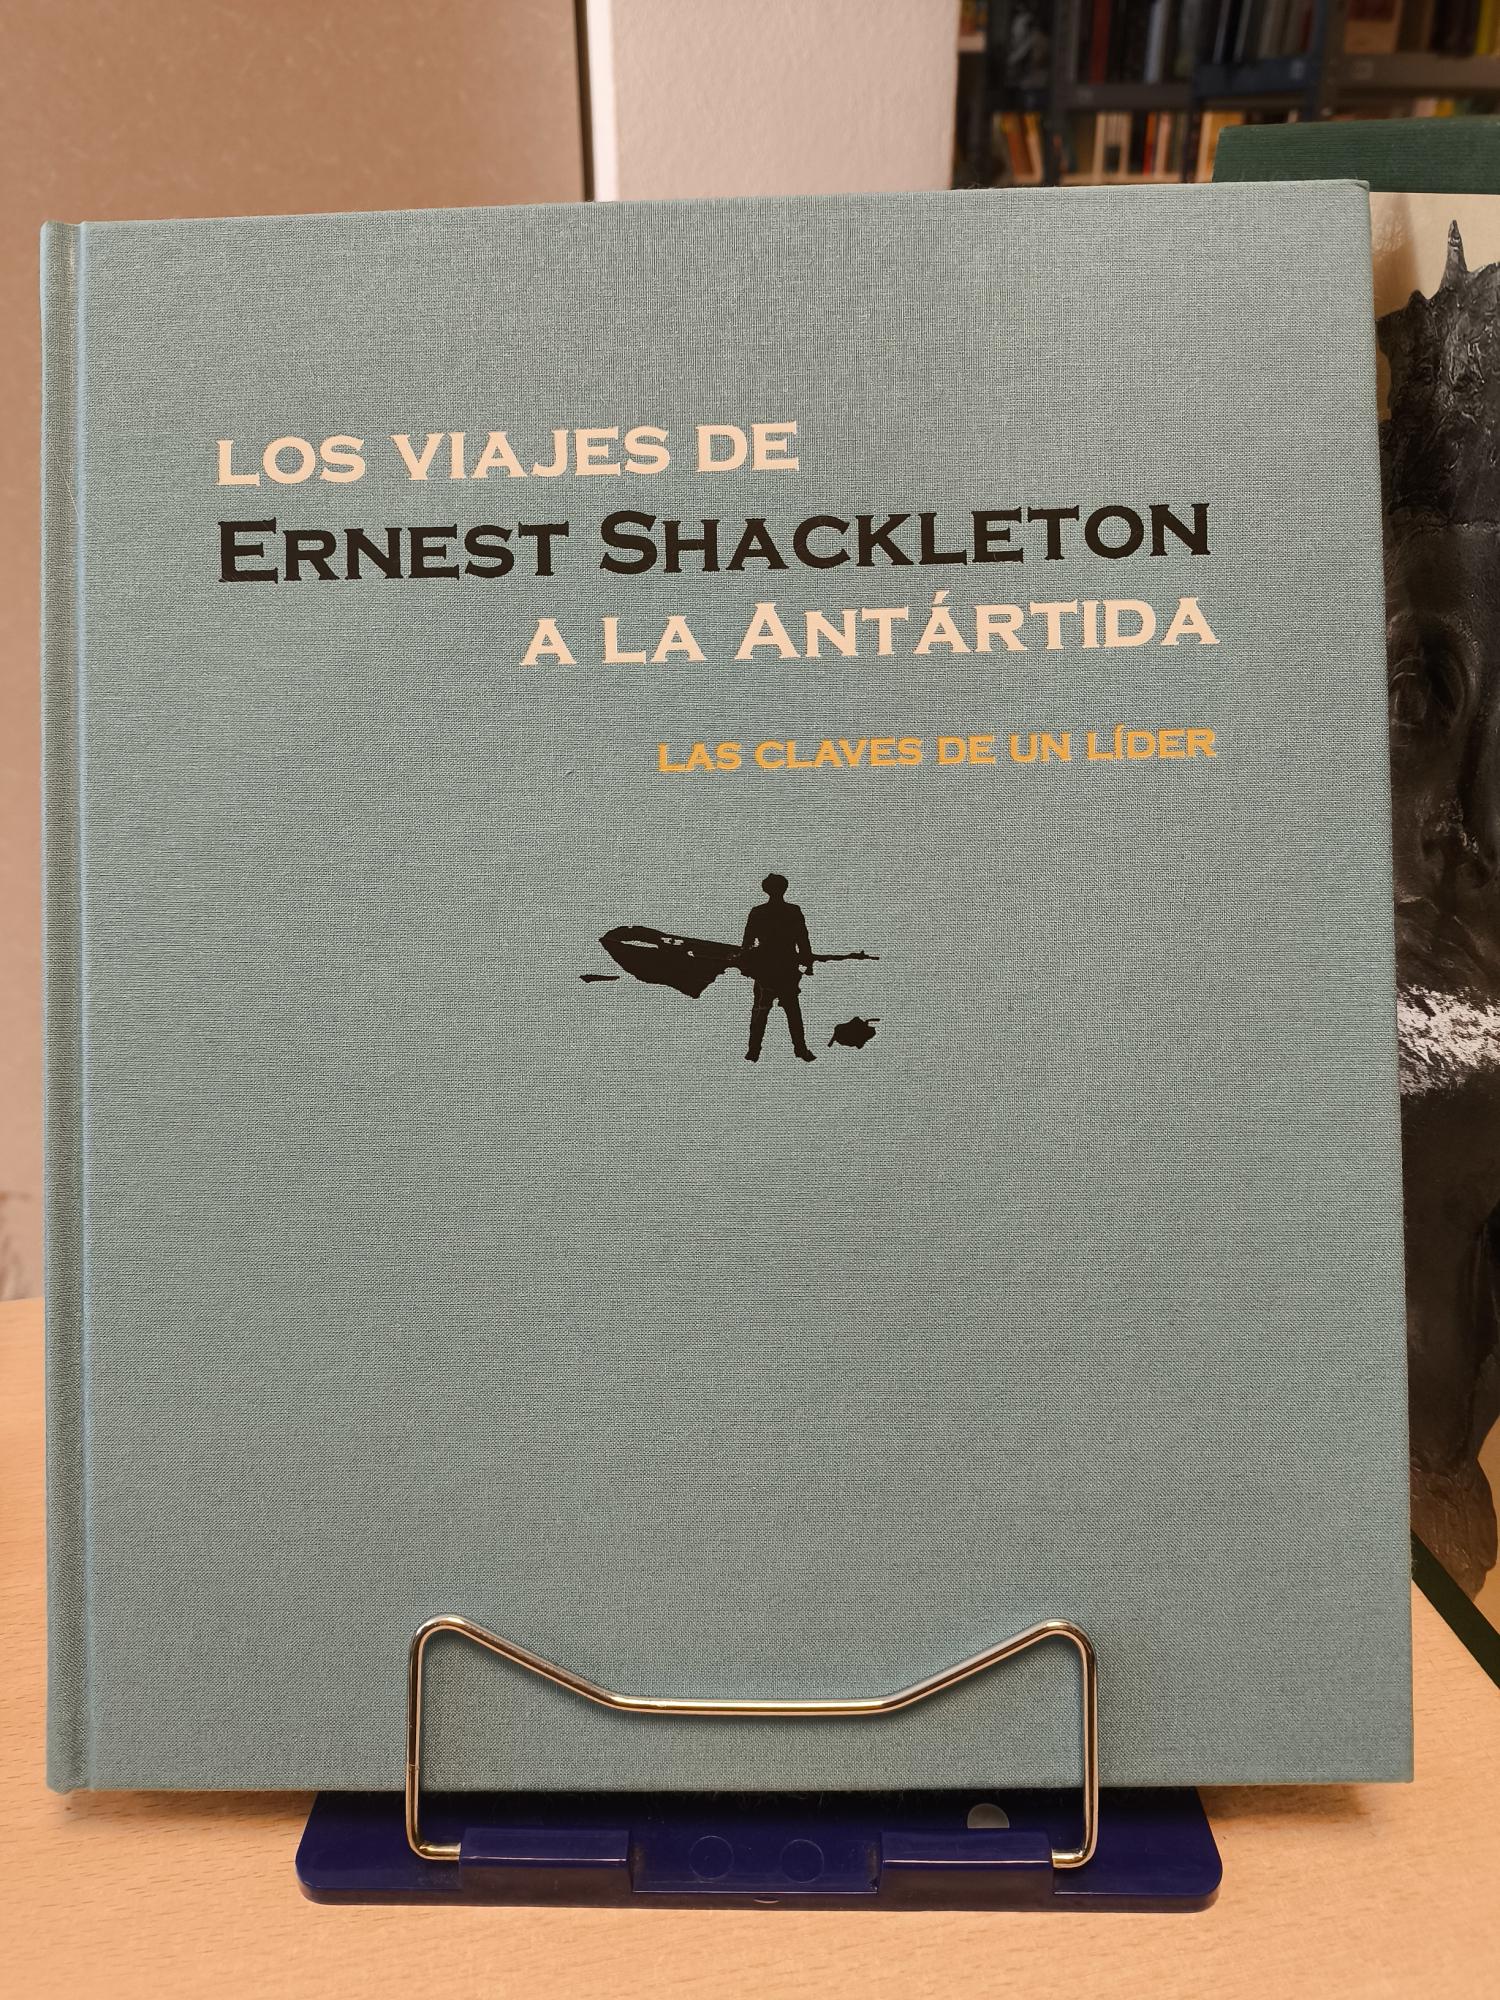 LOS VIAJES DE
ERNEST SHACKLETON
A LA ANTÁRTIDA
LAS CLAVES DE UN LÍDER